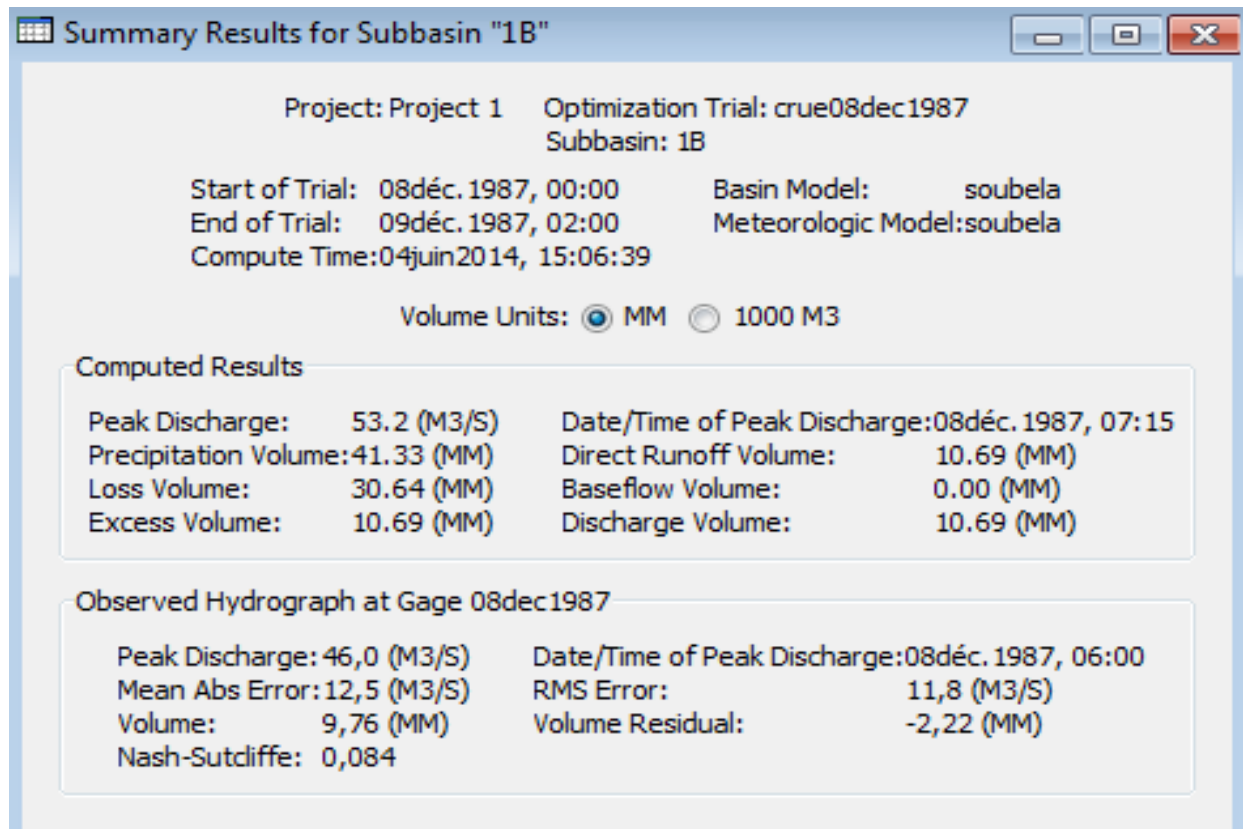 Summary Results for Subbasin "1B"
Project: Project 1 Optimization Trial: crue08dec1987
Subbasin: 1B
Start of Trial: 08déc.1987, 00:00 Basin Model: soubela
End of Trial: 09déc.1987, 02:00 Meteorologic Model:soubela
Compute Time:04juin2014, 15:06:39
Volume Units: MM 1000 M3
Computed Results
Peak Discharge: 53.2 (M3/S) Date/Time of Peak Discharge:08déc.1987, 07:15
Precipitation Volume:41.33 (MM) Direct Runoff Volume: 10.69 (MM)
Loss Volume: 30.64 (MM) Baseflow Volume: 0.00 (MM)
Excess Volume: 10.69 (MM) Discharge Volume: 10.69 (MM)
Observed Hydrograph at Gage 08dec1987
Peak Discharge:46,0 (M3/S) Date/Time of Peak Discharge:08déc.1987, 06:00
Mean Abs Error:12,5 (M3/S) RMS Error: 11,8 (M3/S)
Volume: 9,76 (MM) Volume Residual: -2,22 (MM)
Nash-Sutcliffe: 0,084